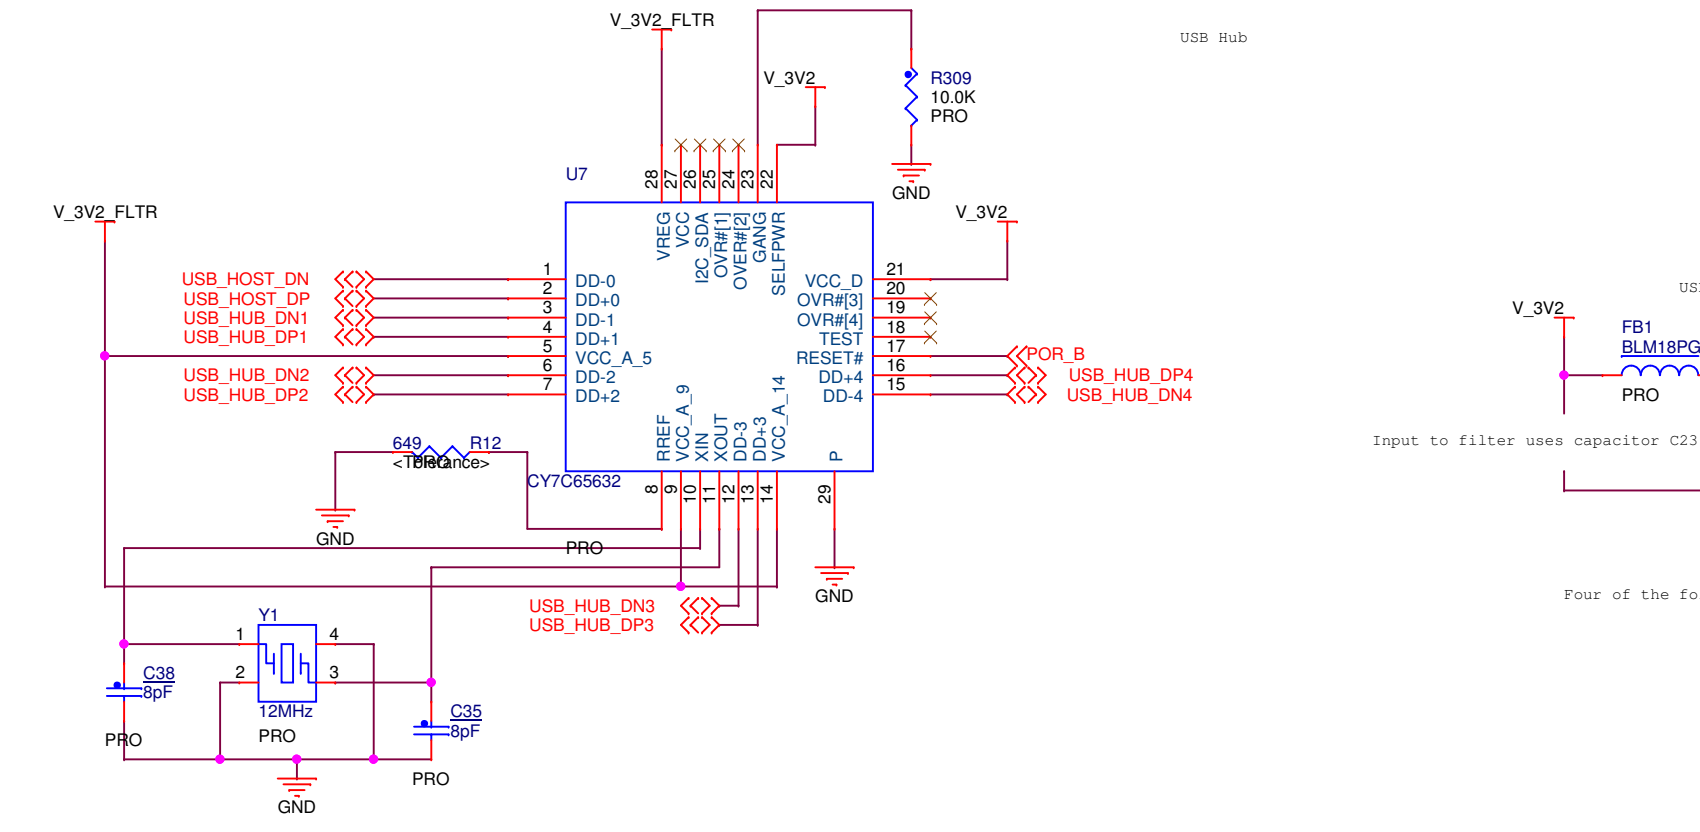 V_3V2_FLTR
USB Hub
V_3V2
R309
10.0K
PRO
GND
U7
28
27
26
25
24
23
22
VREG
VCC
I2C_SDA
OVR#[1]
OVER#[2]
GANG
SELFPWR
V_3V2_FLTR
V_3V2
USB_HOST_DN
1
DD-0
VCC_D
21
USB_HOST_DP
2
DD+0
OVR#[3]
20
USB_HUB_DN1
3
DD-1
OVR#[4]
19
USB_HUB_DP1
4
DD+1
TEST
18
5
VCC_A_5
RESET#
17
POR_B
USB_HUB_DN2
6
DD-2
DD+4
16
USB_HUB_DP2
7
DD+2
DD-4
15
USB_HUB_DP4
USB_HUB_DN4
RREF
VCC_A_9
XIN
XOUT
DD-3
DD+3
VCC_A_14
P
8
9
10
11
12
13
14
29
CY7C65632
PRO
649
R12
<Tolerance>
PRO
GND
GND
USB_HUB_DN3
USB_HUB_DP3
Y1
1
4
2
3
12MHz
PRO
C38
8pF
PRO
C35
8pF
PRO
GND
US
V_3V2
FB1
BLM18PG
PRO
Input to filter uses capacitor C23
Four of the fo